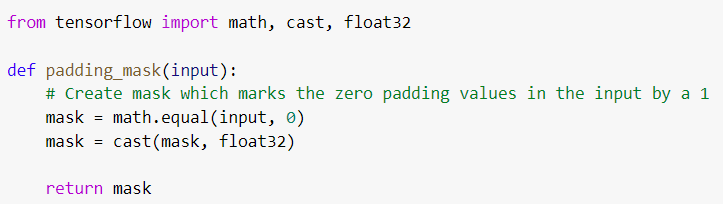 from tensorflow import math, cast, float32
def padding_mask(input):
    # Create mask which marks the zero padding values in the input by a 1
    mask = math.equal(input, 0)
    mask = cast(mask, float32)
    return mask